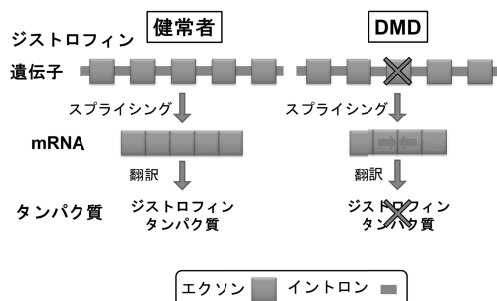 健常者 DMD
ジストロフィン
遺伝子
スプライシング スプライシング
mRNA
翻訳 翻訳
タンパク質 ジストロフィン ジストロフィン
タンパク質 タンパク質
エクソン イントロン